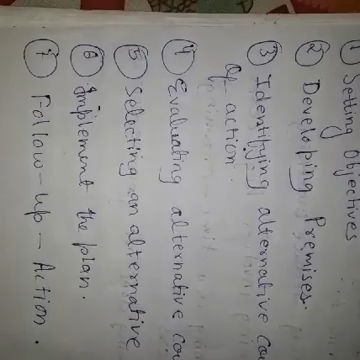 ① Setting Objectives
② Developing Premises.
③ Identifying alternative
of action.
④ Evaluating alternative
⑤ Selecting an alternative
⑥ Implement the plan.
⑦ Follow-up-Action.